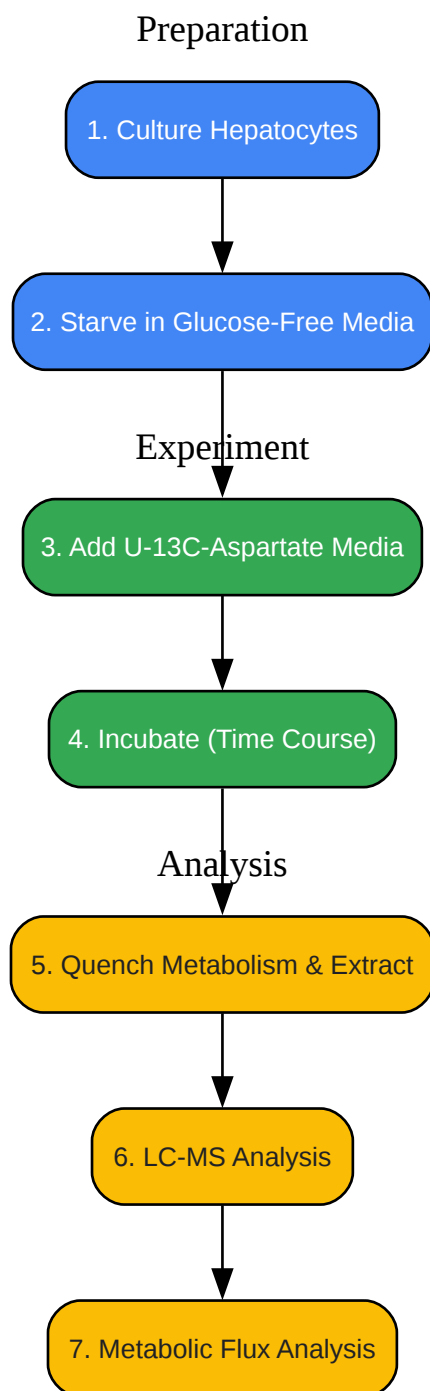 Preparation
1. Culture Hepatocytes
2. Starve in Glucose-Free Media
Experiment
3. Add U-13C-Aspartate Media
4. Incubate (Time Course)
Analysis
5. Quench Metabolism & Extract
6. LC-MS Analysis
7. Metabolic Flux Analysis